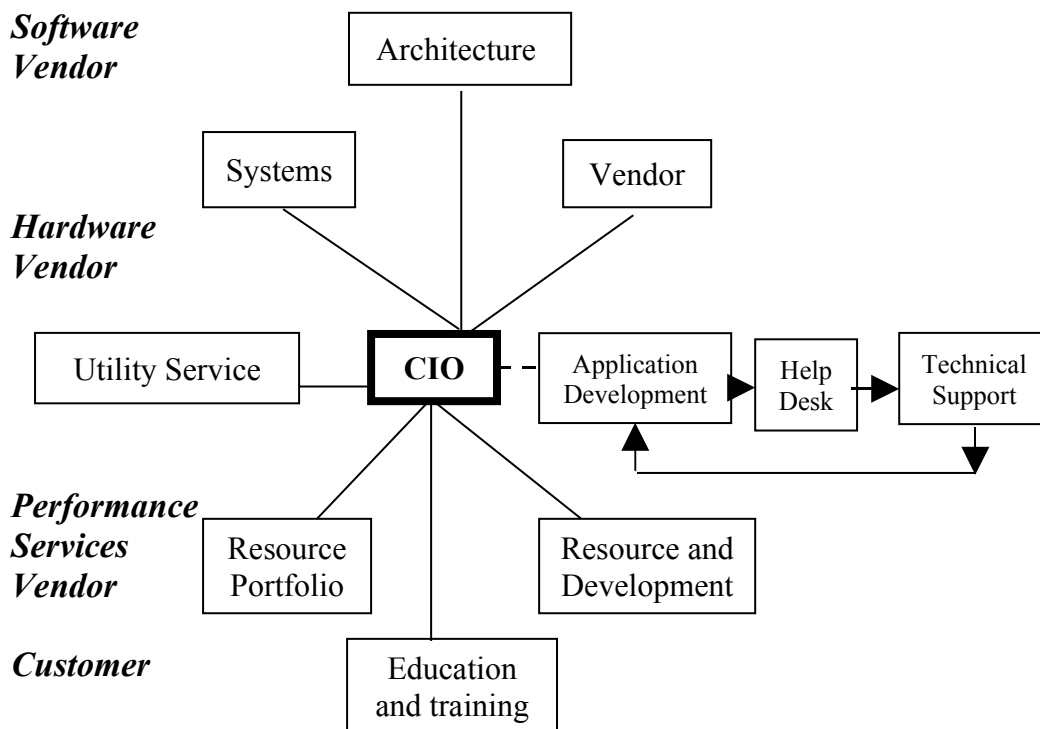 Software
Vendor
Architecture
Systems
Vendor
Hardware
Vendor
Utility Service
CIO
Application
Development
Help
Desk
Technical
Support
Performance
Services
Vendor
Resource
Portfolio
Resource and
Development
Customer
Education
and training